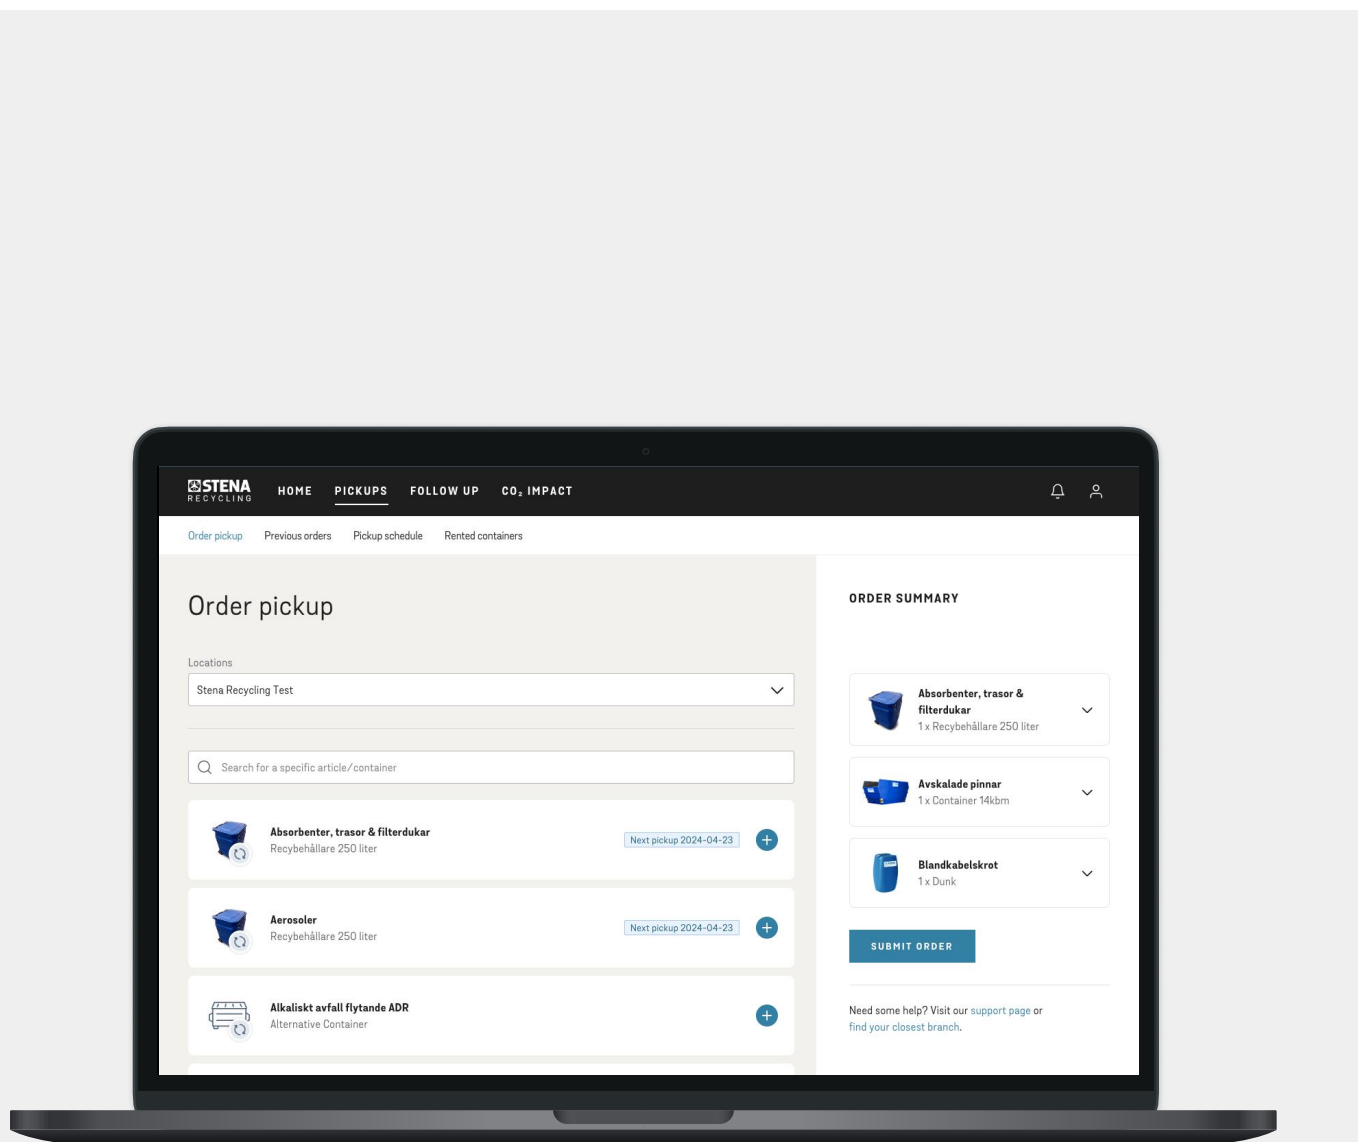 STENA
RECYCLING
HOME PICKUPS FOLLOW UP CO₂ IMPACT
Order pickup Previous orders Pickup schedule Rented containers
Order pickup
Locations
Stena Recycling Test
Search for a specific article/container
Absorbenter, trasor & filterdukar
Recybehållare 250 liter
Next pickup 2024-04-23
Aerosoler
Recybehållare 250 liter
Next pickup 2024-04-23
Alkaliskt avfall flytande ADR
Alternative Container
ORDER SUMMARY
Absorbenter, trasor &
filterdukar
1 x Recybehållare 250 liter
Avskalade pinnar
1 x Container 14kbm
Blandkabelskrot
1 x Dunk
SUBMIT ORDER
Need some help? Visit our support page or
find your closest branch.